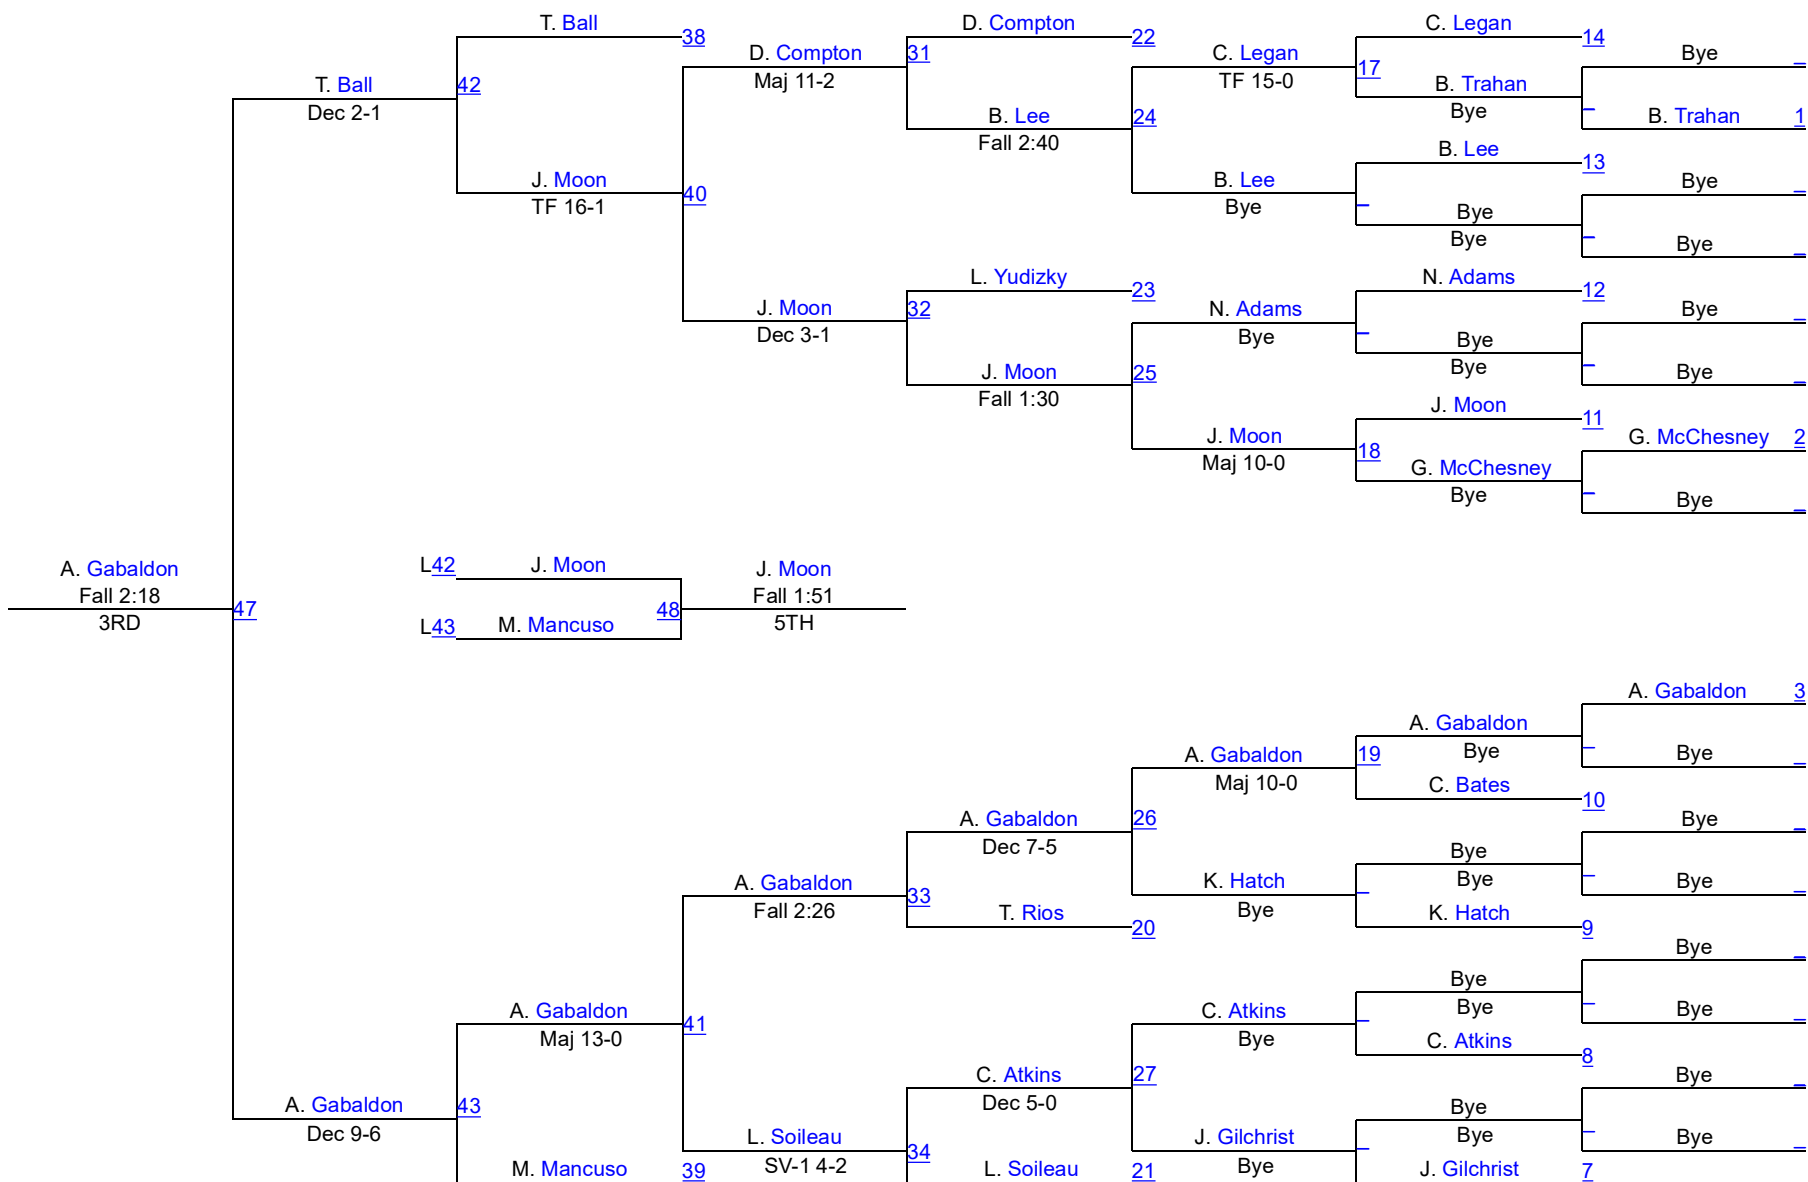 T. Ball
38
T. Ball
Dec 2-1
42
J. Moon
TF 16-1
40
D. Compton
Maj 11-2
31
D. Compton
22
B. Lee
Fall 2:40
24
C. Legan
TF 15-0
17
C. Legan
14
B. Trahan
Bye
Bye
B. Trahan 1
B. Lee
Bye
B. Lee
13
Bye
Bye
Bye
Bye
J. Moon
Dec 3-1
32
L. Yudizky
23
J. Moon
Fall 1:30
25
N. Adams
Bye
N. Adams
12
Bye
Bye
Bye
Bye
J. Moon
Maj 10-0
18
J. Moon
11
G. McChesney
Bye
G. McChesney 2
Bye
A. Gabaldon
Fall 2:18
3RD
47
L42 J. Moon
L43 M. Mancuso
48
J. Moon
Fall 1:51
5TH
A. Gabaldon
Dec 9-6
43
A. Gabaldon
Maj 13-0
41
M. Mancuso 39
A. Gabaldon
Fall 2:26
33
A. Gabaldon
Dec 7-5
26
T. Rios
20
A. Gabaldon
Maj 10-0
19
A. Gabaldon
Bye
A. Gabaldon 3
Bye
C. Bates
10
K. Hatch
Bye
Bye
Bye
Bye
Bye
K. Hatch
9
L. Soileau
SV-1 4-2
34
C. Atkins
Dec 5-0
27
L. Soileau 21
C. Atkins
Bye
Bye
Bye
Bye
Bye
C. Atkins
8
J. Gilchrist
Bye
Bye
Bye
Bye
Bye
J. Gilchrist 7